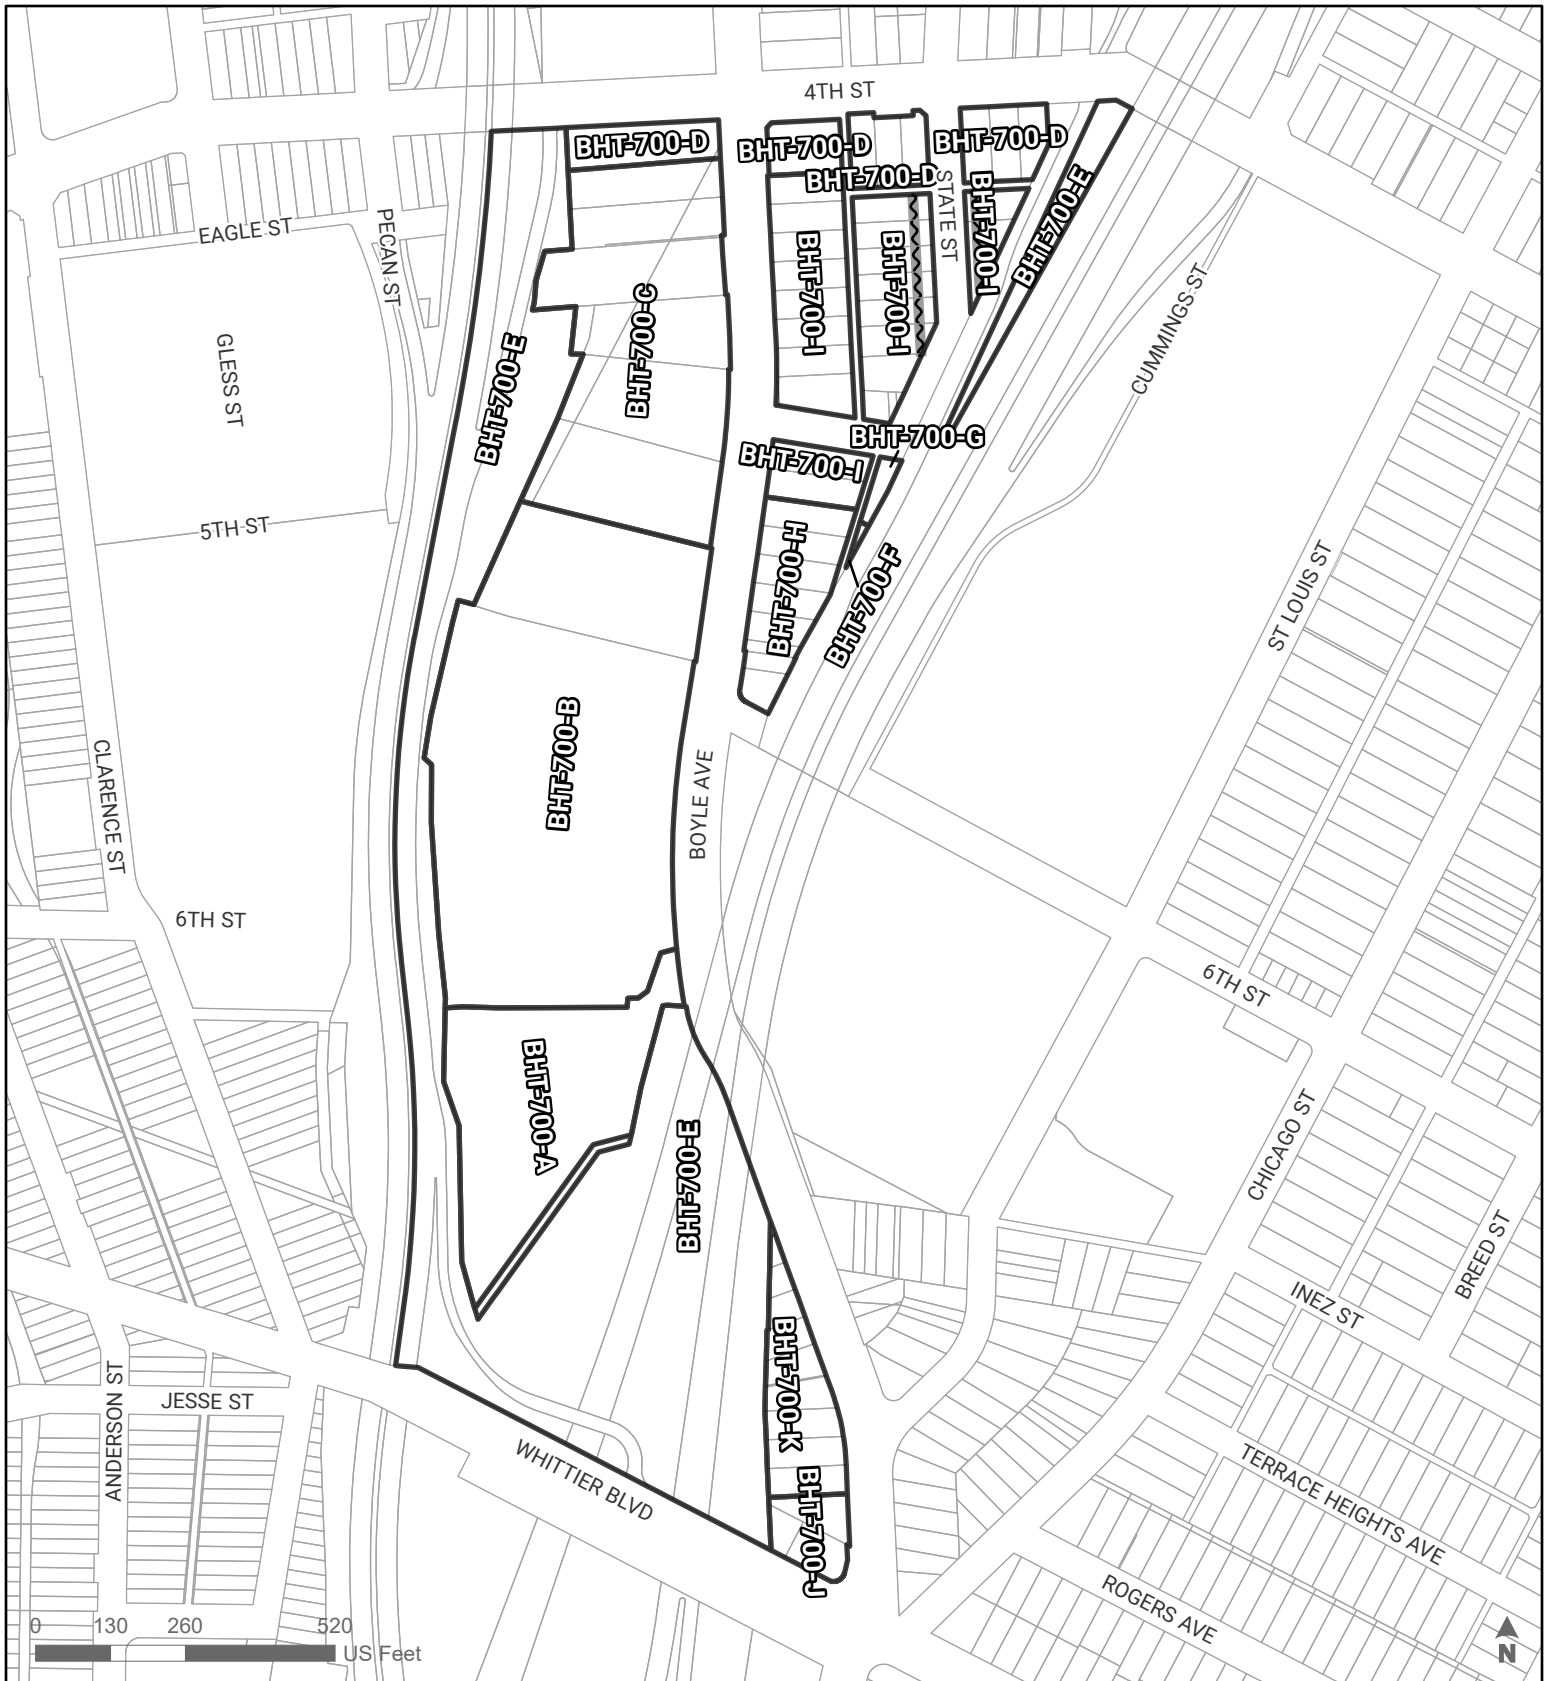 4TH ST
BHT-700-D
BHT-700-D
BHT-700-D
BHT-700-D
STATE ST
BHT-700-I
BHT-700-E
EAGLE ST
PECAN ST
BHT-700-I
BHT-700-I
BHT-700-C
CUMMINGS ST
GLESS ST
BHT-700-E
BHT-700-G
BHT-700-I
5TH ST
BHT-700-H
BHT-700-F
ST LOUIS ST
BHT-700-B
BOYLE AVE
CLARENCE ST
6TH ST
6TH ST
BHT-700-A
BHT-700-E
CHICAGO ST
BREED ST
INEZ ST
BHT-700-K
ANDERSON ST
JESSE ST
WHITTIER BLVD
TERRACE HEIGHTS AVE
BHT-700-J
ROGERS AVE
0 130 260 520
US Feet
N